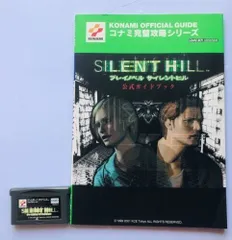 KONAMI OFFICIAL GUIDE
コナミ完璧攻略シリーズ
KONAMI
SILENT HILL
プレイノベル サイレントヒル
公式ガイドブック
SILENT HILL